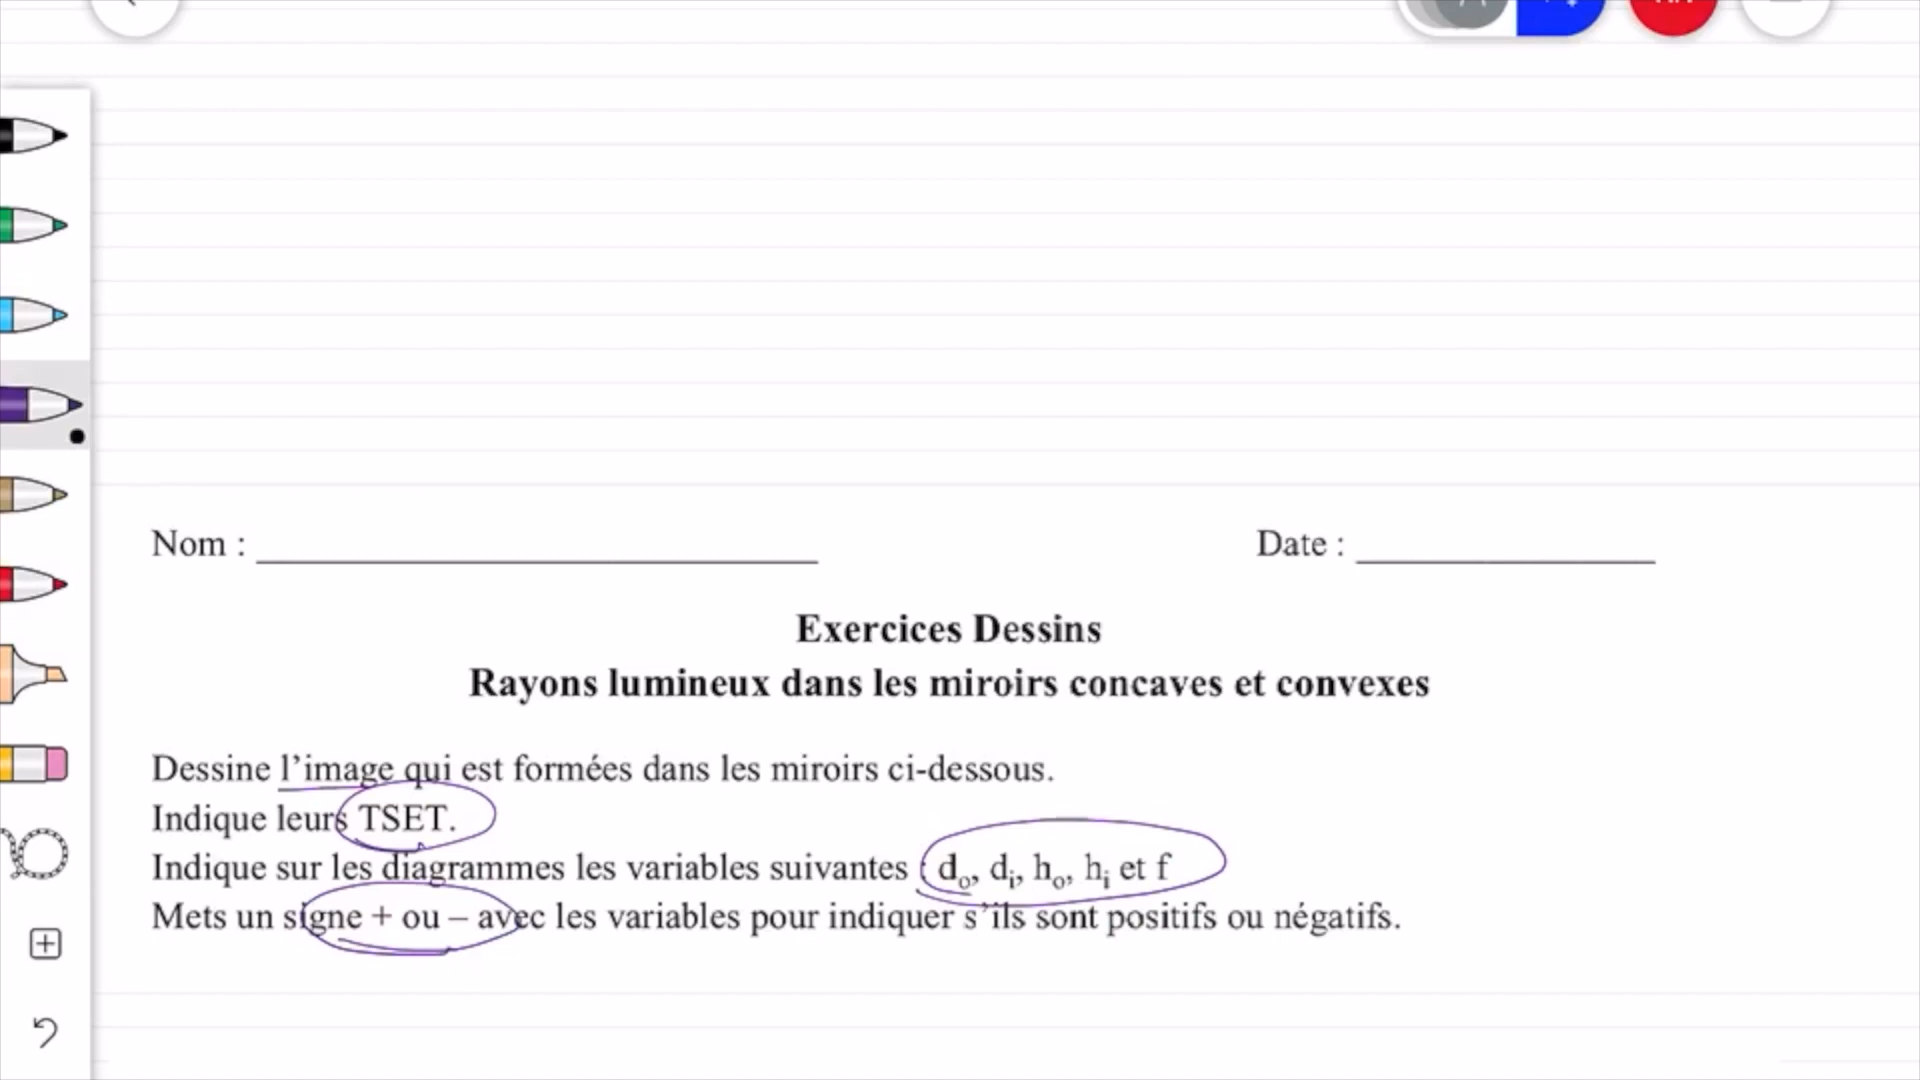 Nom : Date :
Exercices Dessins
Rayons lumineux dans les miroirs concaves et convexes
Dessine l’image qui est formées dans les miroirs ci-dessous.
Indique leurs TSET.
Indique sur les diagrammes les variables suivantes : dₒ, dᵢ, hₒ, hᵢ et f
Mets un signe + ou – avec les variables pour indiquer s’ils sont positifs ou négatifs.